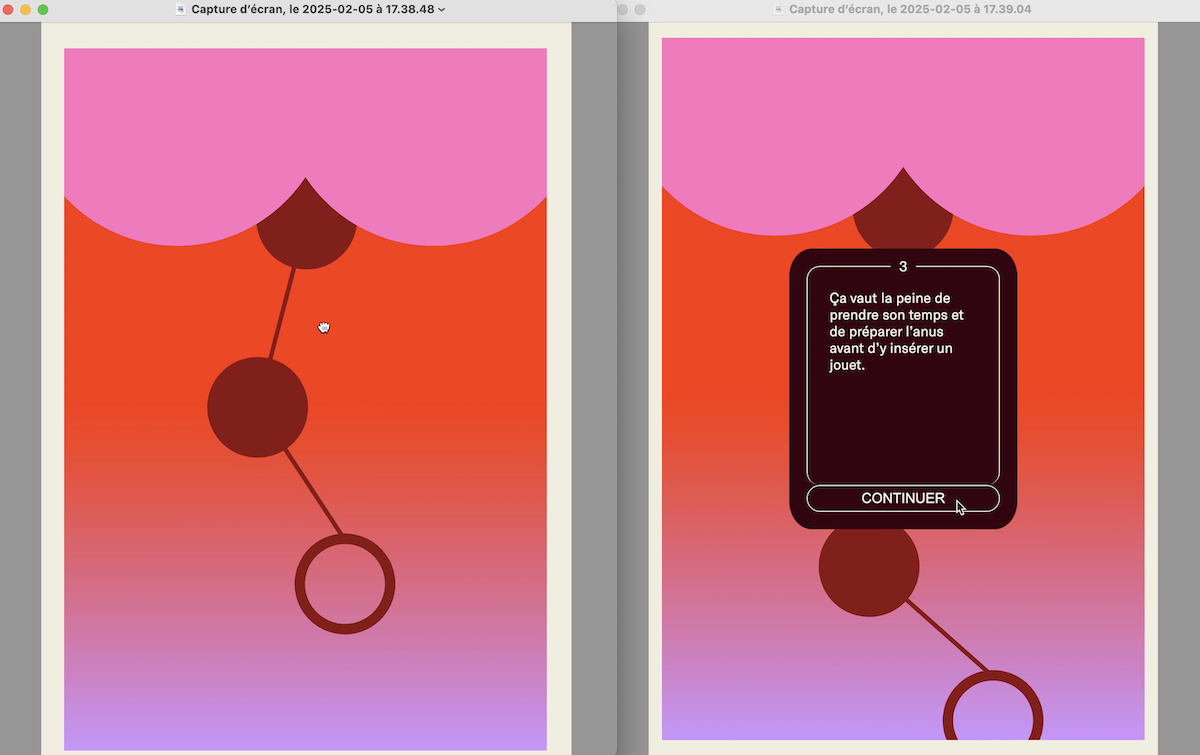 Capture d'écran, le 2025-02-05 à 17.38.48
Capture d'écran, le 2025-02-05 à 17.39.04
3
Ça vaut la peine de
prendre son temps et
de préparer l'anus
avant d'y insérer un
jouet.
CONTINUER